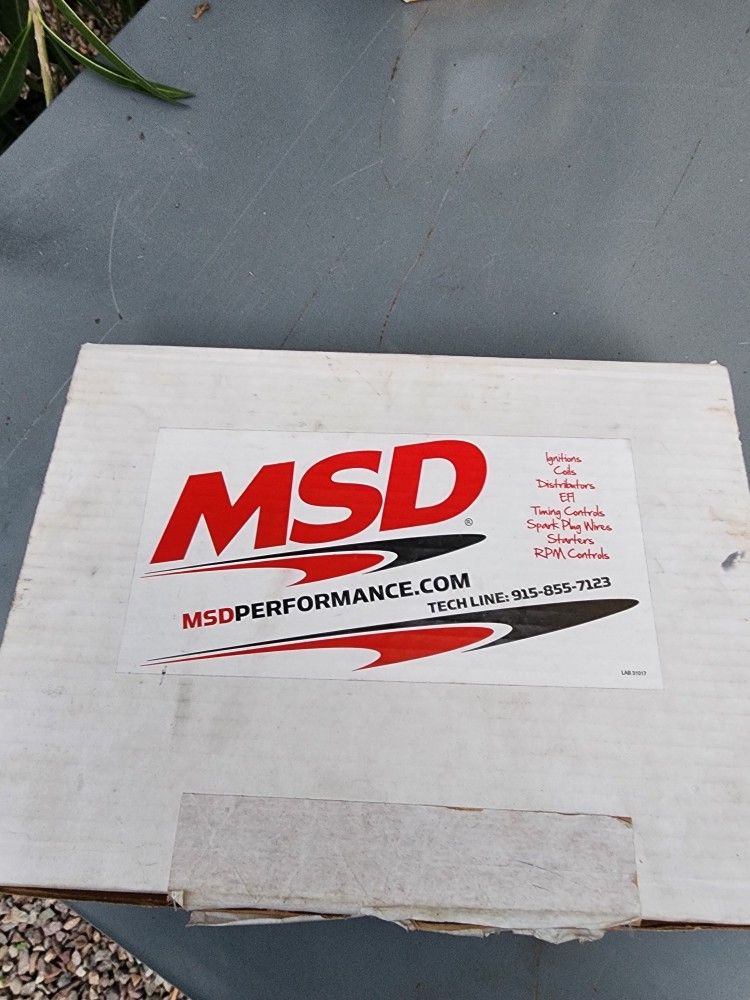 MSD®
Ignitions
Coils
Distributors
EFI
Timing Controls
Spark Plug Wires
Starters
RPM Controls
MSDPERFORMANCE.COM
TECH LINE: 915-855-7123
LAB 31017